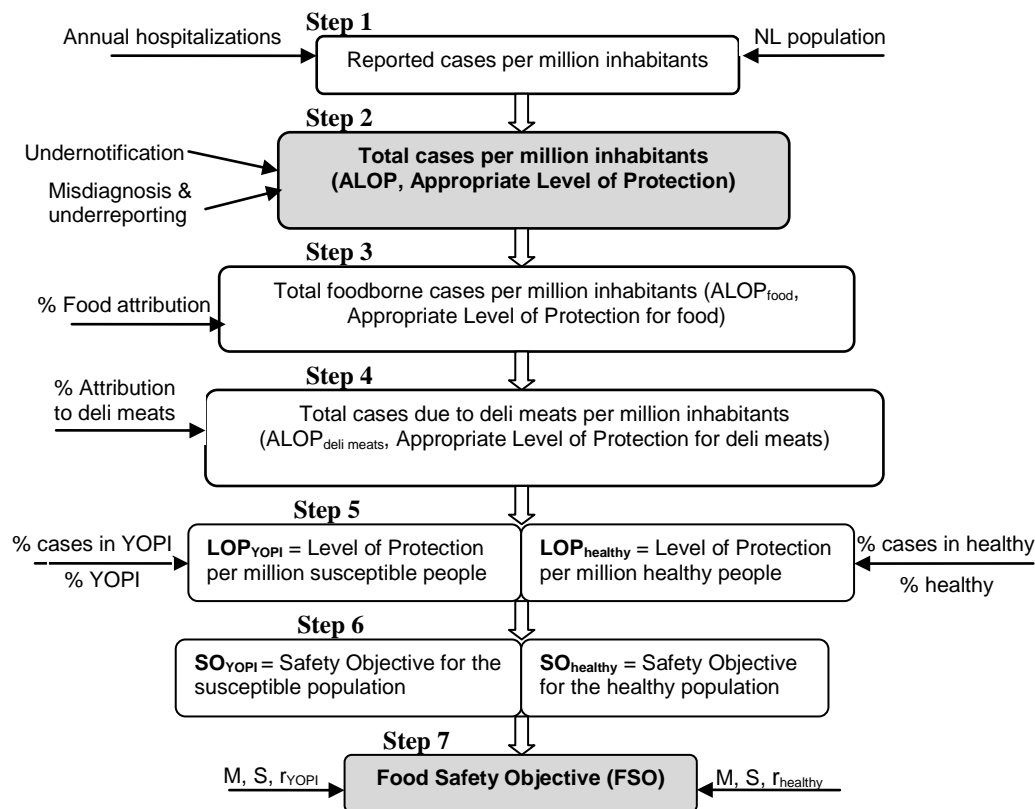 Step 1
Annual hospitalizations
NL population
Reported cases per million inhabitants
Step 2
Undernotification
Misdiagnosis &
underreporting
Total cases per million inhabitants
(ALOP, Appropriate Level of Protection)
Step 3
% Food attribution
Total foodborne cases per million inhabitants (ALOPfood,
Appropriate Level of Protection for food)
Step 4
% Attribution
to deli meats
Total cases due to deli meats per million inhabitants
(ALOPdeli meats, Appropriate Level of Protection for deli meats)
Step 5
% cases in YOPI
% YOPI
LOPYOPI = Level of Protection
per million susceptible people
LOPhealthy = Level of Protection
per million healthy people
% cases in healthy
% healthy
Step 6
SOYOPI = Safety Objective for the
susceptible population
SOhealthy = Safety Objective
for the healthy population
Step 7
M, S, rYOPI
Food Safety Objective (FSO)
M, S, rhealthy